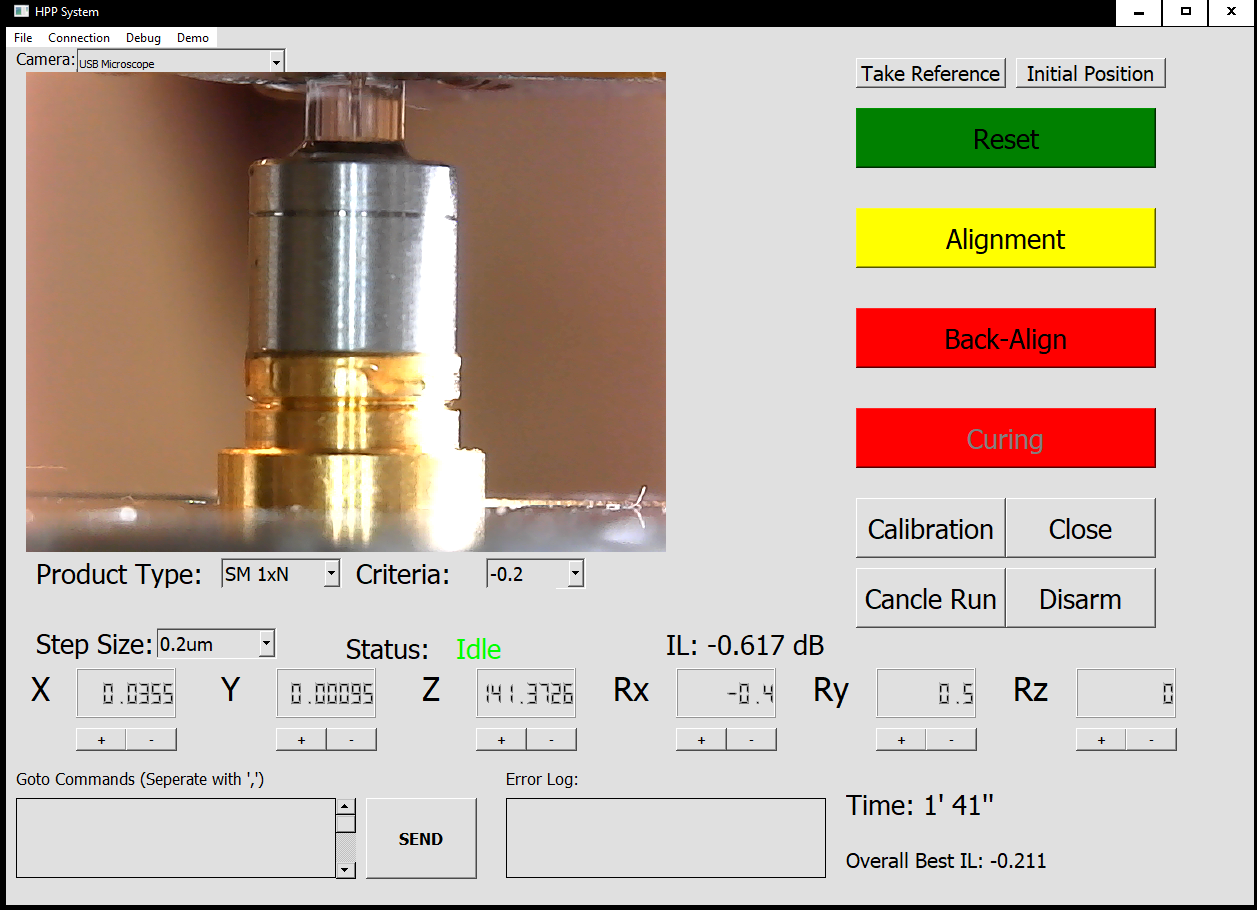 HPP System
File Connection Debug Demo
Camera: USB Microscope
Take Reference Initial Position
Reset
Alignment
Back-Align
Curing
Calibration Close
Cancle Run Disarm
Product Type: SM 1xN Criteria: -0.2
Step Size: 0.2um Status: Idle IL: -0.617 dB
X 0.0355 Y 0.00095 Z 141.3726 Rx -0.4 Ry 0.5 Rz 0
+ - + - + - + - + - + -
Goto Commands (Seperate with ',') Error Log:
SEND
Time: 1' 41''
Overall Best IL: -0.211